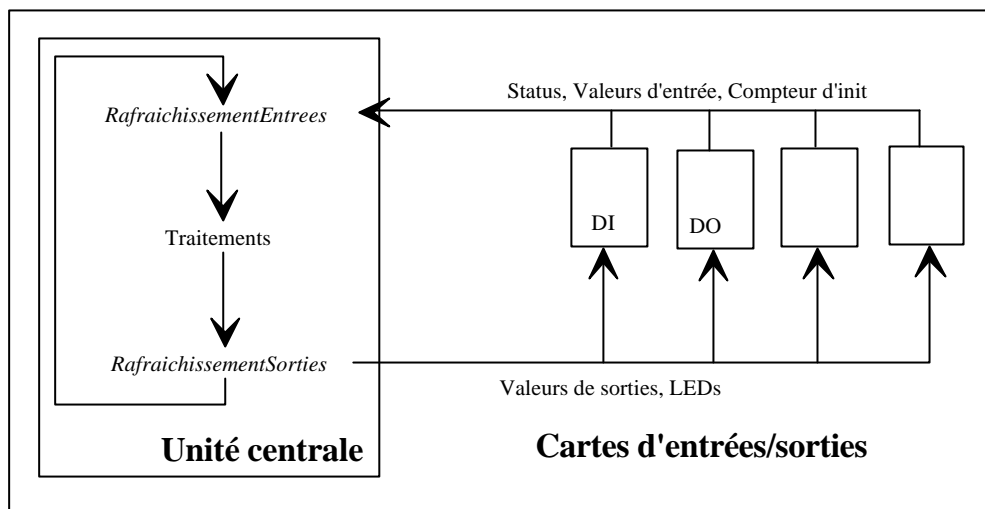 Status, Valeurs d'entrée, Compteur d'init
RafraichissementEntrees
DI
DO
Traitements
RafraichissementSorties
Valeurs de sorties, LEDs
Unité centrale
Cartes d'entrées/sorties